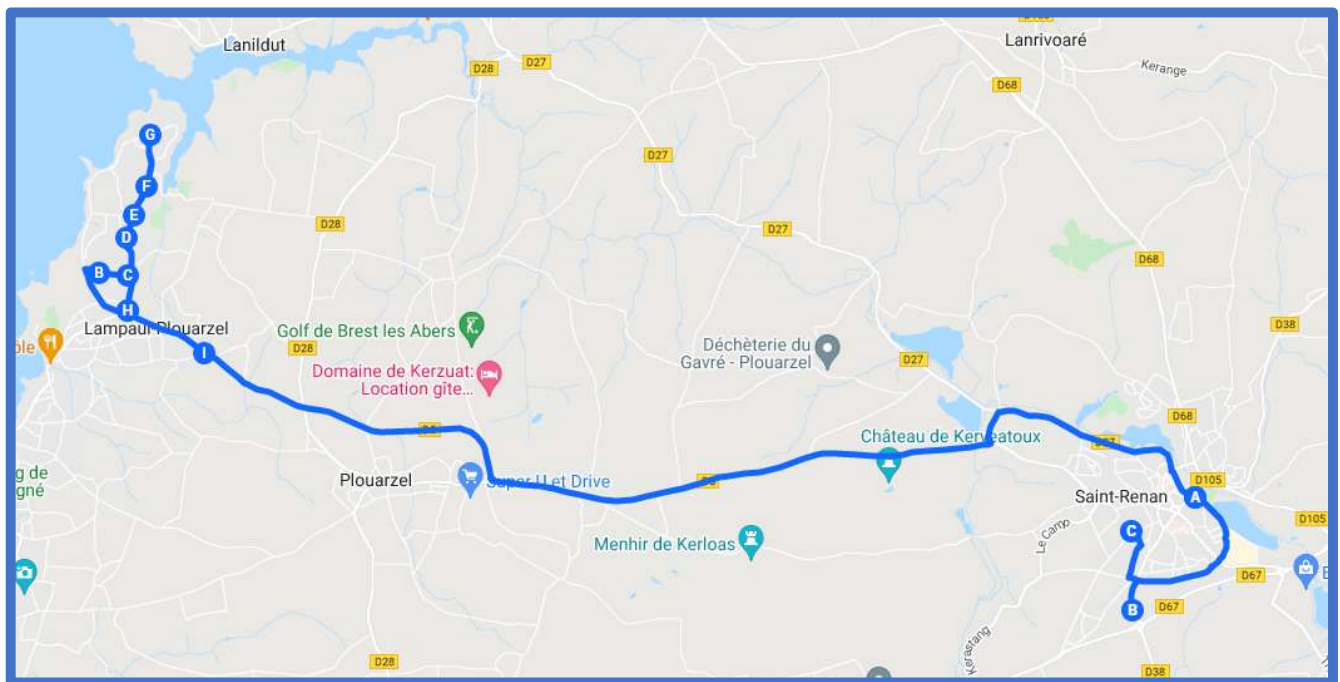 Lanildut
D28
D27
Lanrivoaré
Kerange
D68
G
F
E
D
B
C
H
D27
D28
D27
D68
Lampaul-Plouarzel
I
D28
Golf de Brest les Abers
Domaine de Kerzuat:
Location gîte...
Déchèterie du
Gavré - Plouarzel
D27
D38
D68
Château de Kerveatoux
D27
D5
Plouarzel
Super U et Drive
D5
Saint-Renan
A
D105
D105
Menhir de Kerloas
C
B
D67
D67
Kerastang
D28
D38